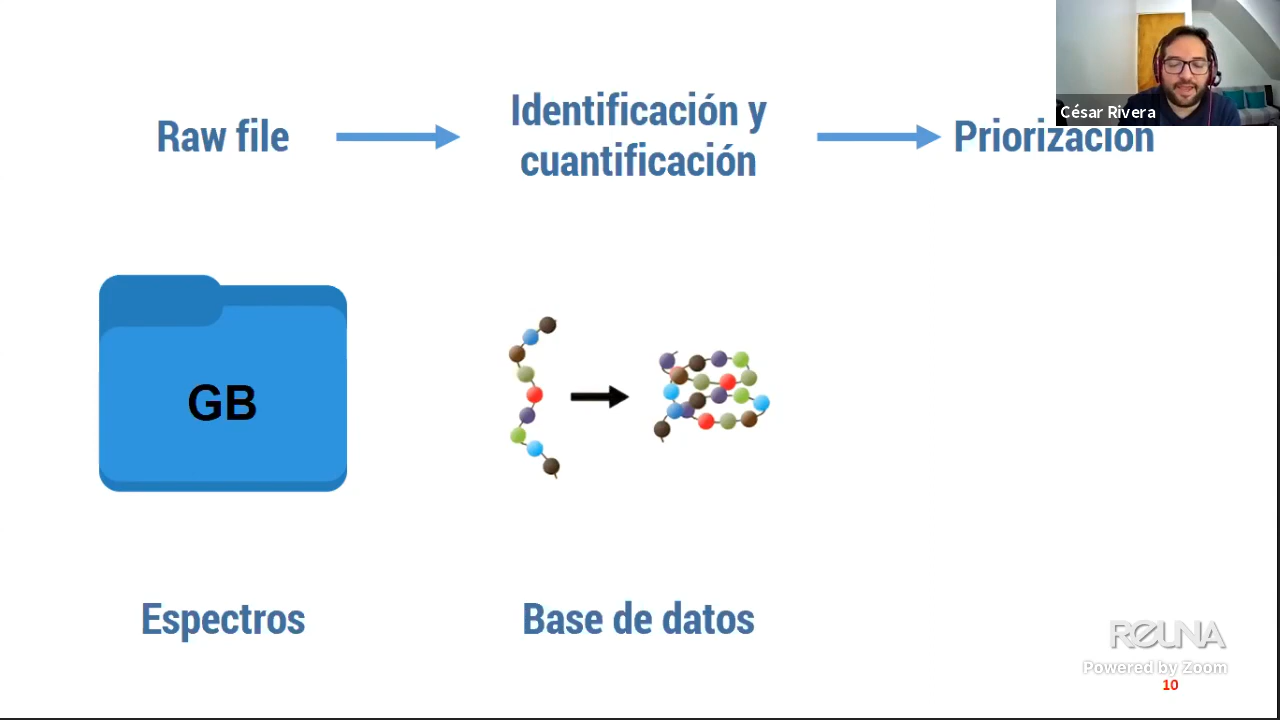 César Rivera
Raw file
Identificación y
cuantificación
Priorización
GB
Espectros
Base de datos
REUNA
Powered by Zoom
10